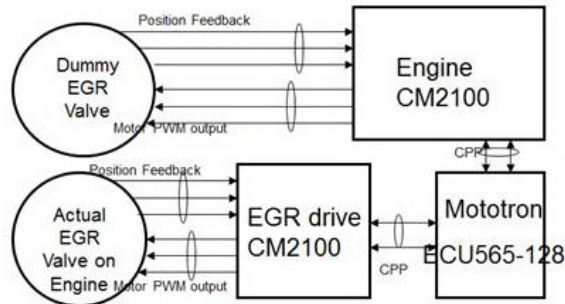 Position Feedback
Dummy
EGR
Valve
Motor PWM output
Engine
CM2100
CPP
Position Feedback
Actual
EGR
Valve on
Engine
Motor PWM output
EGR drive
CM2100
CPP
Mototron
ECU565-128